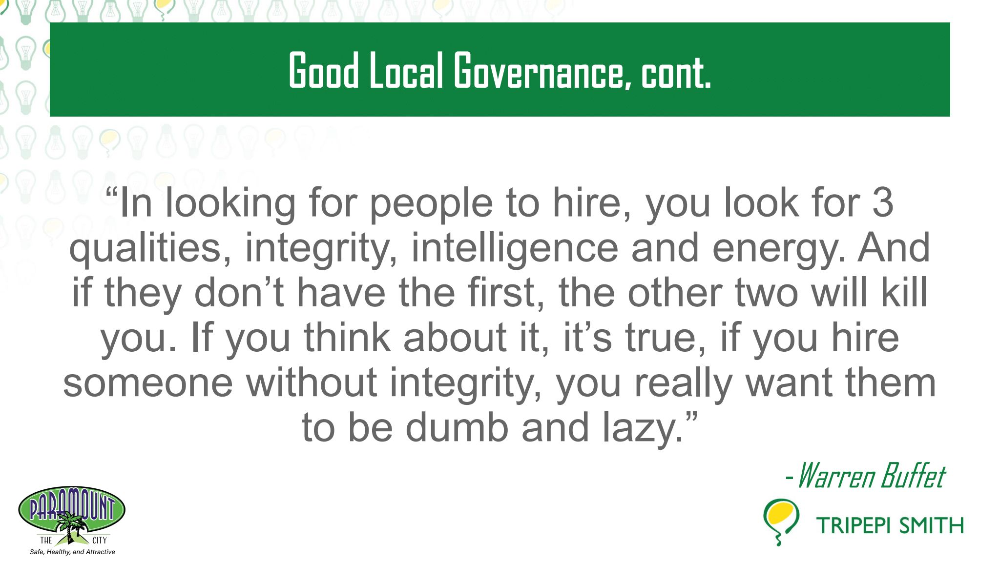 Good Local Governance, cont.
“In looking for people to hire, you look for 3
qualities, integrity, intelligence and energy. And
if they don’t have the first, the other two will kill
you. If you think about it, it’s true, if you hire
someone without integrity, you really want them
to be dumb and lazy.”
- Warren Buffet
PARAMOUNT
THE CITY
Safe, Healthy, and Attractive
TRIPEPI SMITH